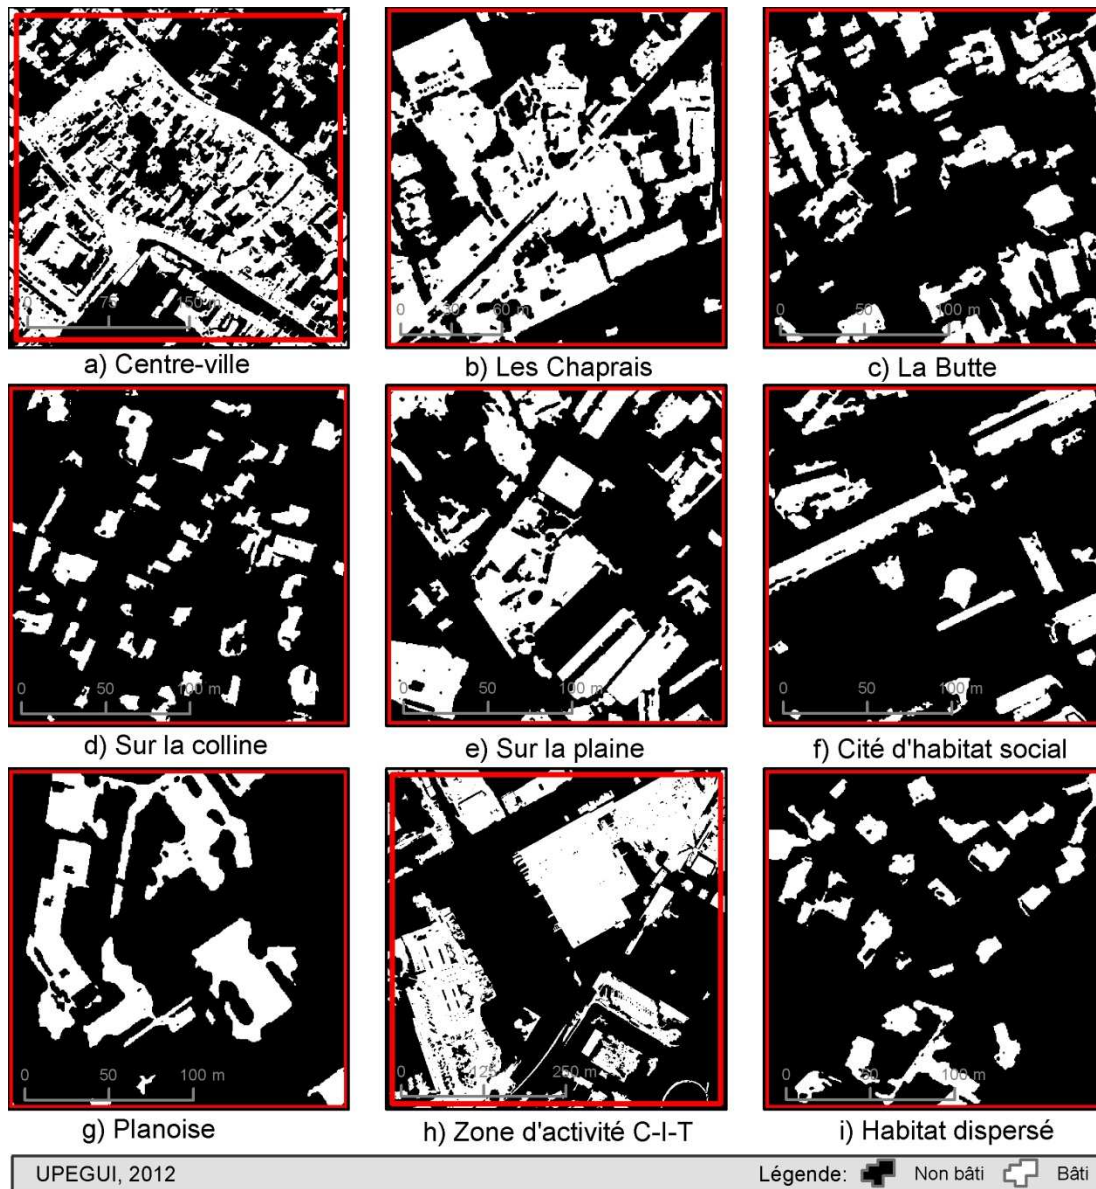 0 75 150 m
0 30 60 m
0 50 100 m
a) Centre-ville b) Les Chaprais c) La Butte
0 50 100 m
0 50 100 m
0 50 100 m
d) Sur la colline e) Sur la plaine f) Cité d'habitat social
0 50 100 m
0 125 250 m
0 50 100 m
g) Planoise h) Zone d'activité C-I-T i) Habitat dispersé
UPEGUI, 2012 Légende: Non bâti Bâti